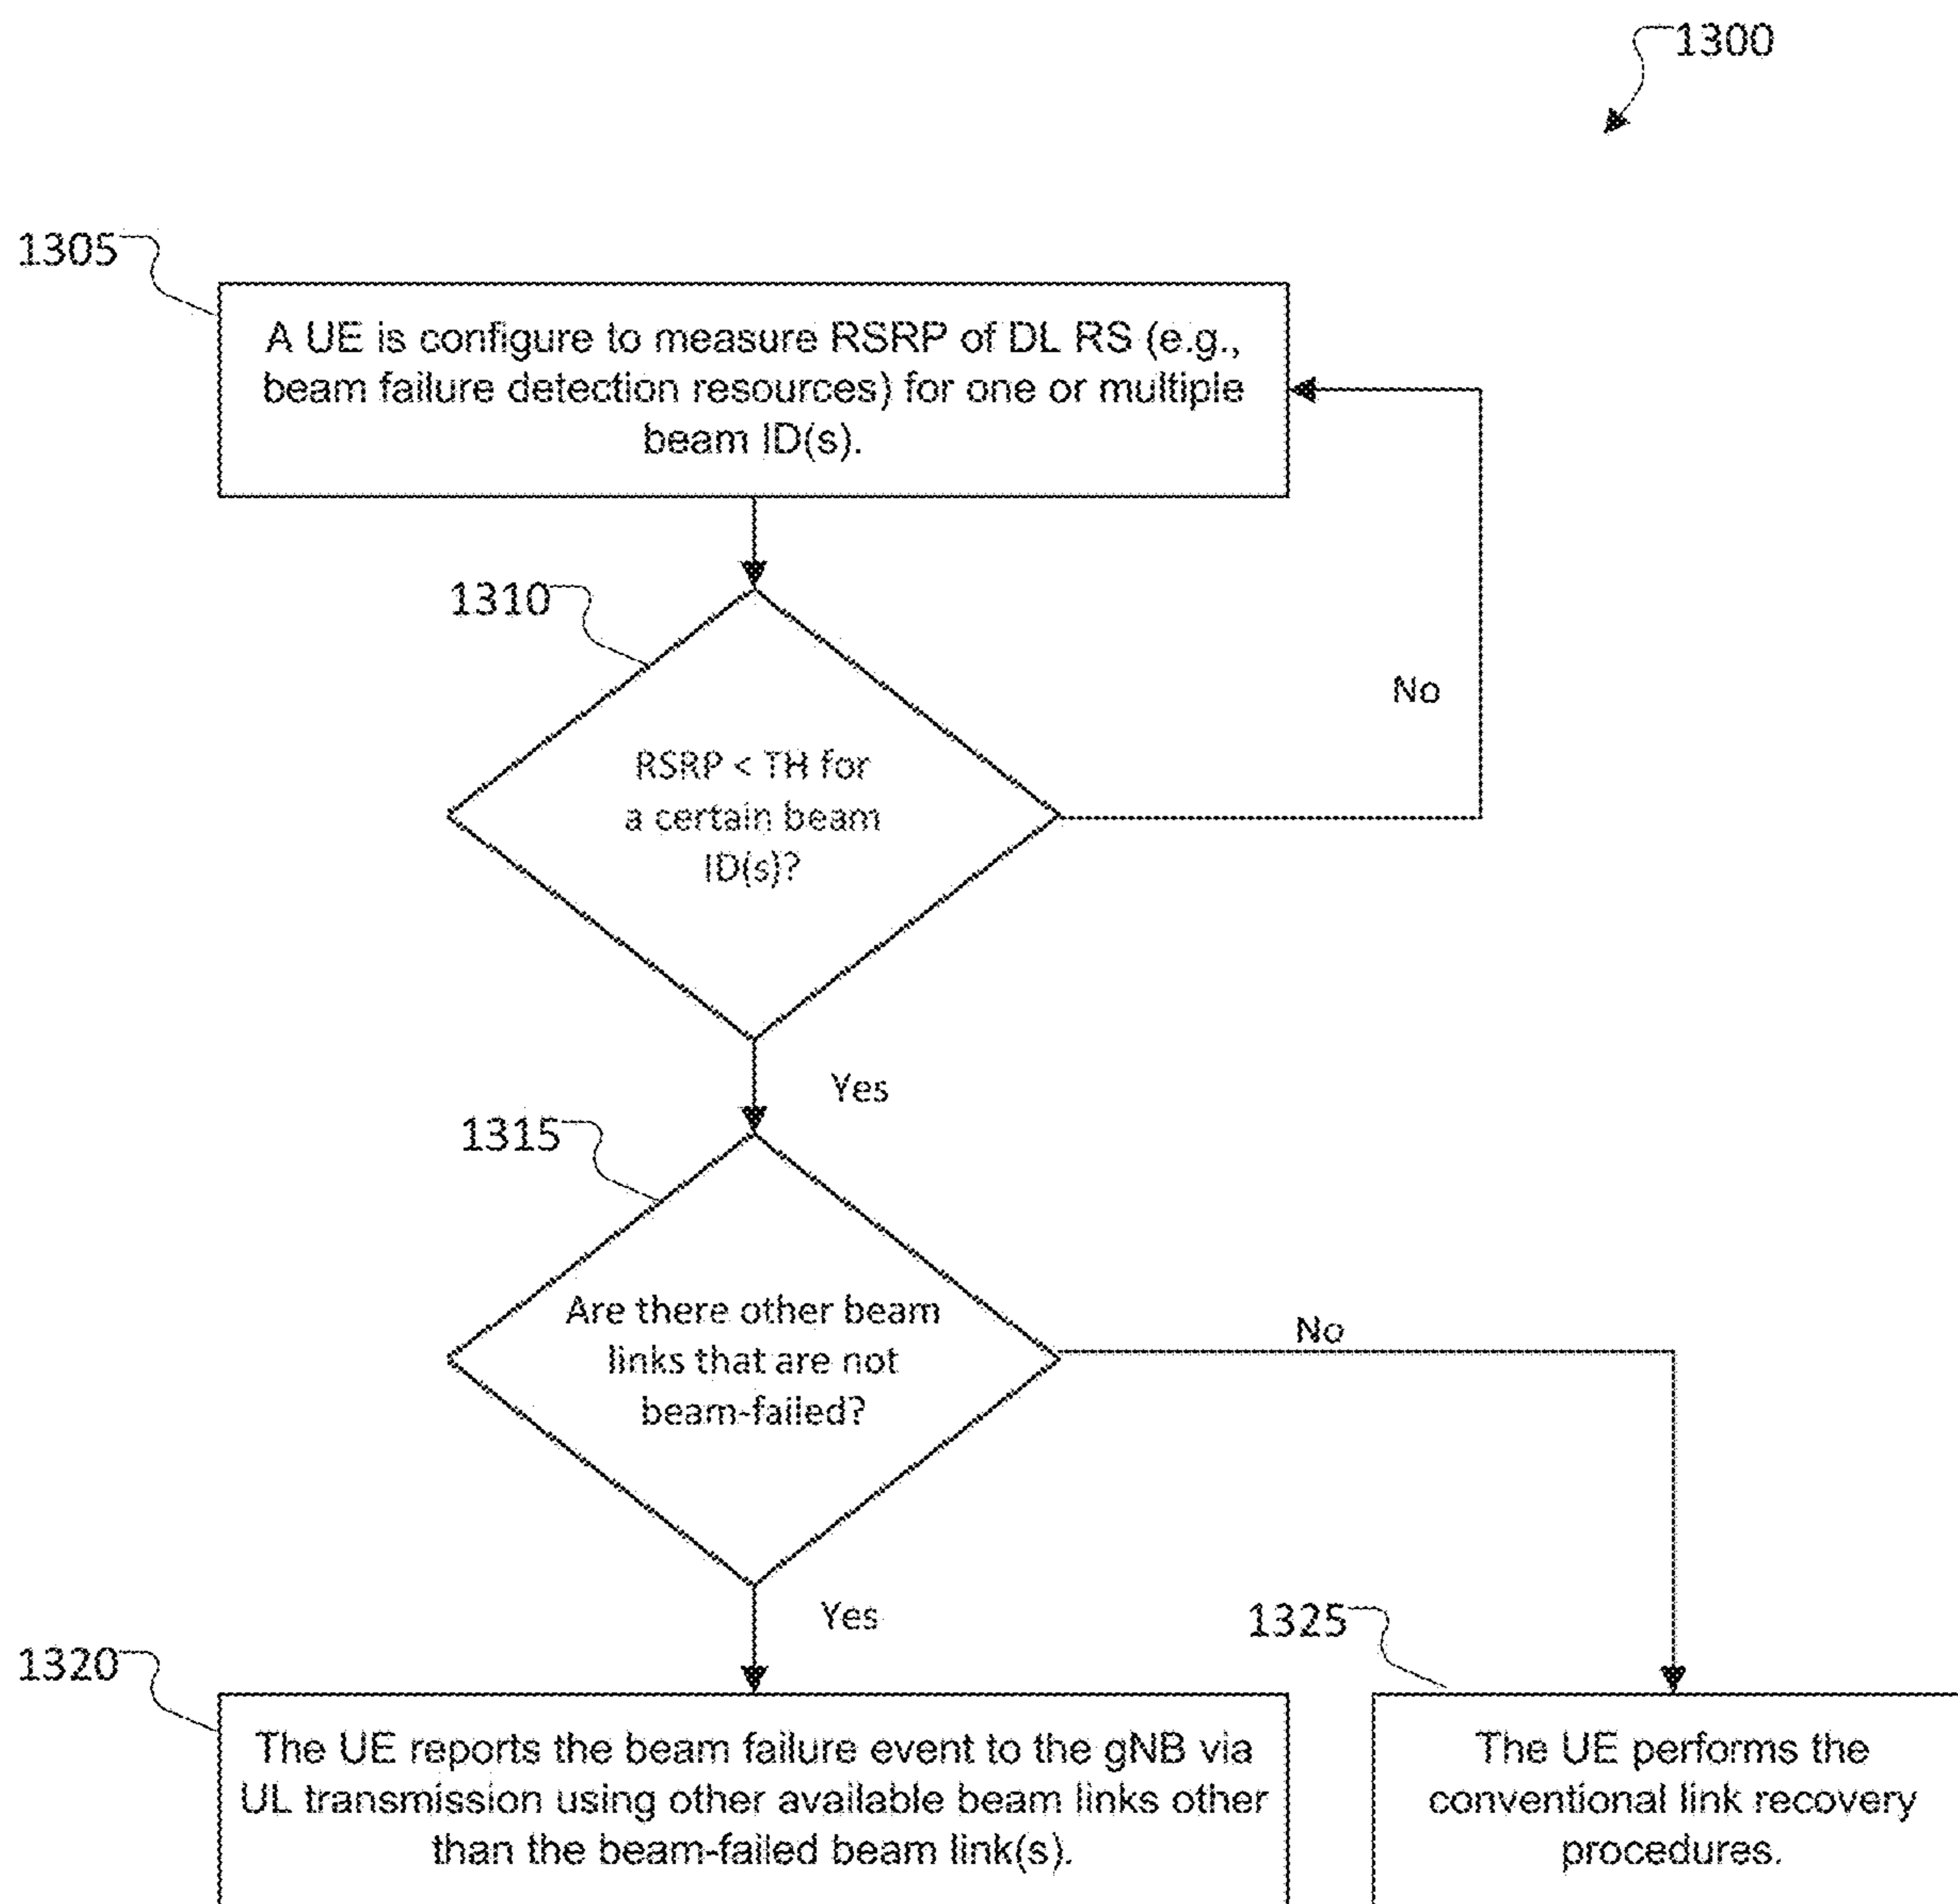 1300
1305
A UE is configure to measure RSRP of DL RS (e.g.,
beam failure detection resources) for one or multiple
beam ID(s).
1310
No
RSRP < TH for
a certain beam
ID(s)?
Yes
1315
Are there other beam
links that are not
beam-failed?
No
Yes
1325
1320
The UE reports the beam failure event to the gNB via
UL transmission using other available beam links other
than the beam-failed beam link(s).
The UE performs the
conventional link recovery
procedures.